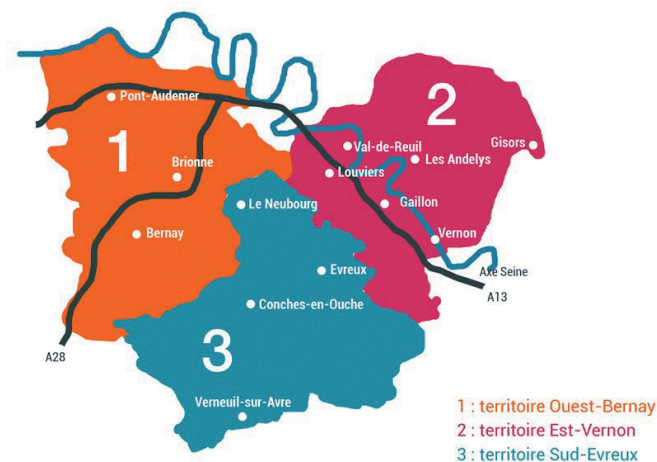 2
Pont-Audemer
1
Val-de-Reuil
Gisors
Les Andelys
Brionne
Louviers
Le Neubourg
Gaillon
Bernay
Vernon
Evreux
Axe Seine
A13
Conches-en-Ouche
3
A28
Verneuil-sur-Avre
1 : territoire Ouest-Bernay
2 : territoire Est-Vernon
3 : territoire Sud-Evreux